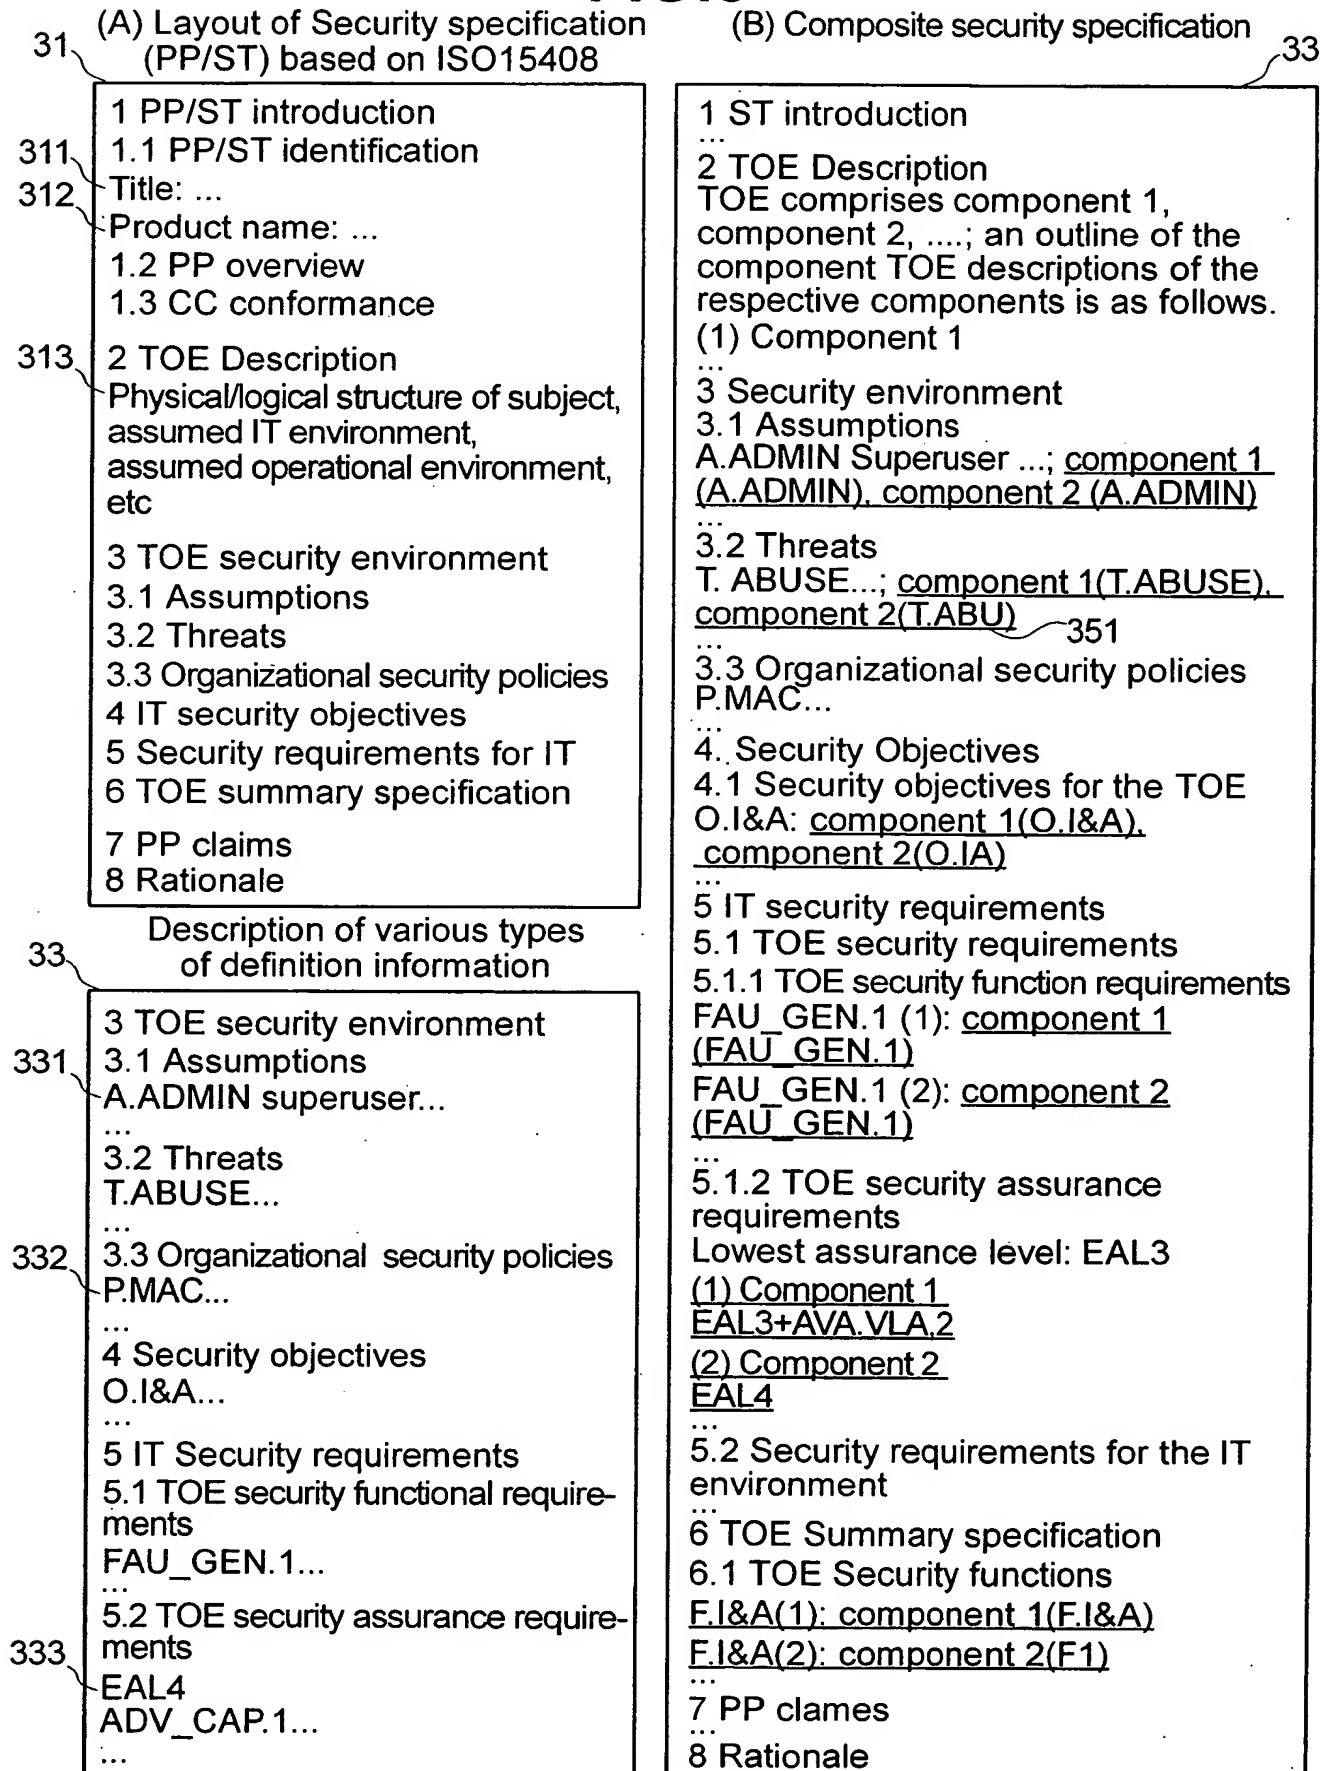 (A) Layout of Security specification
(PP/ST) based on ISO15408
31
1 PP/ST introduction
1.1 PP/ST identification
311
Title: ...
312
Product name: ...
1.2 PP overview
1.3 CC conformance
313
2 TOE Description
Physical/logical structure of subject,
assumed IT environment,
assumed operational environment,
etc
3 TOE security environment
3.1 Assumptions
3.2 Threats
3.3 Organizational security policies
4 IT security objectives
5 Security requirements for IT
6 TOE summary specification
7 PP claims
8 Rationale
Description of various types
of definition information
33
3 TOE security environment
3.1 Assumptions
331
A.ADMIN superuser...
...
3.2 Threats
T.ABUSE...
...
332
3.3 Organizational security policies
P.MAC...
...
4 Security objectives
O.I&A...
...
5 IT Security requirements
5.1 TOE security functional require-
ments
FAU_GEN.1...
...
5.2 TOE security assurance require-
ments
333
EAL4
ADV_CAP.1...
...
(B) Composite security specification
33
1 ST introduction
...
2 TOE Description
TOE comprises component 1,
component 2, ....; an outline of the
component TOE descriptions of the
respective components is as follows.
(1) Component 1
...
3 Security environment
3.1 Assumptions
A.ADMIN Superuser ...; component 1
(A.ADMIN), component 2 (A.ADMIN)
...
3.2 Threats
T. ABUSE...; component 1(T.ABUSE),
component 2(T.ABU)
351
...
3.3 Organizational security policies
P.MAC...
...
4. Security Objectives
4.1 Security objectives for the TOE
O.I&A: component 1(O.I&A),
component 2(O.IA)
...
5 IT security requirements
5.1 TOE security requirements
5.1.1 TOE security function requirements
FAU_GEN.1 (1): component 1
(FAU_GEN.1)
FAU_GEN.1 (2): component 2
(FAU_GEN.1)
...
5.1.2 TOE security assurance
requirements
Lowest assurance level: EAL3
(1) Component 1
EAL3+AVA.VLA,2
(2) Component 2
EAL4
...
5.2 Security requirements for the IT
environment
...
6 TOE Summary specification
6.1 TOE Security functions
F.I&A(1): component 1(F.I&A)
F.I&A(2): component 2(F1)
...
7 PP clames
...
8 Rationale